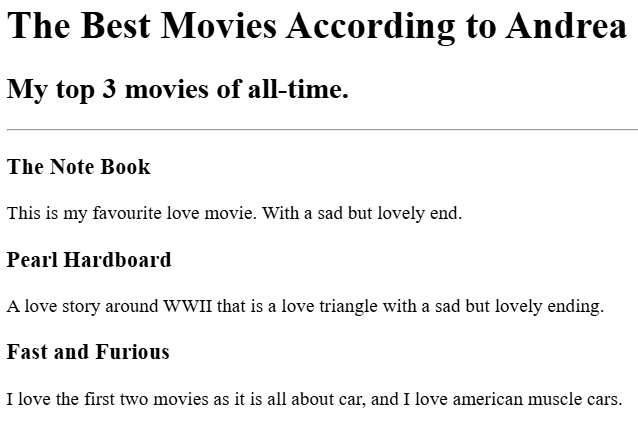 The Best Movies According to Andrea
My top 3 movies of all-time.
The Note Book
This is my favourite love movie. With a sad but lovely end.
Pearl Hardboard
A love story around WWII that is a love triangle with a sad but lovely ending.
Fast and Furious
I love the first two movies as it is all about car, and I love american muscle cars.